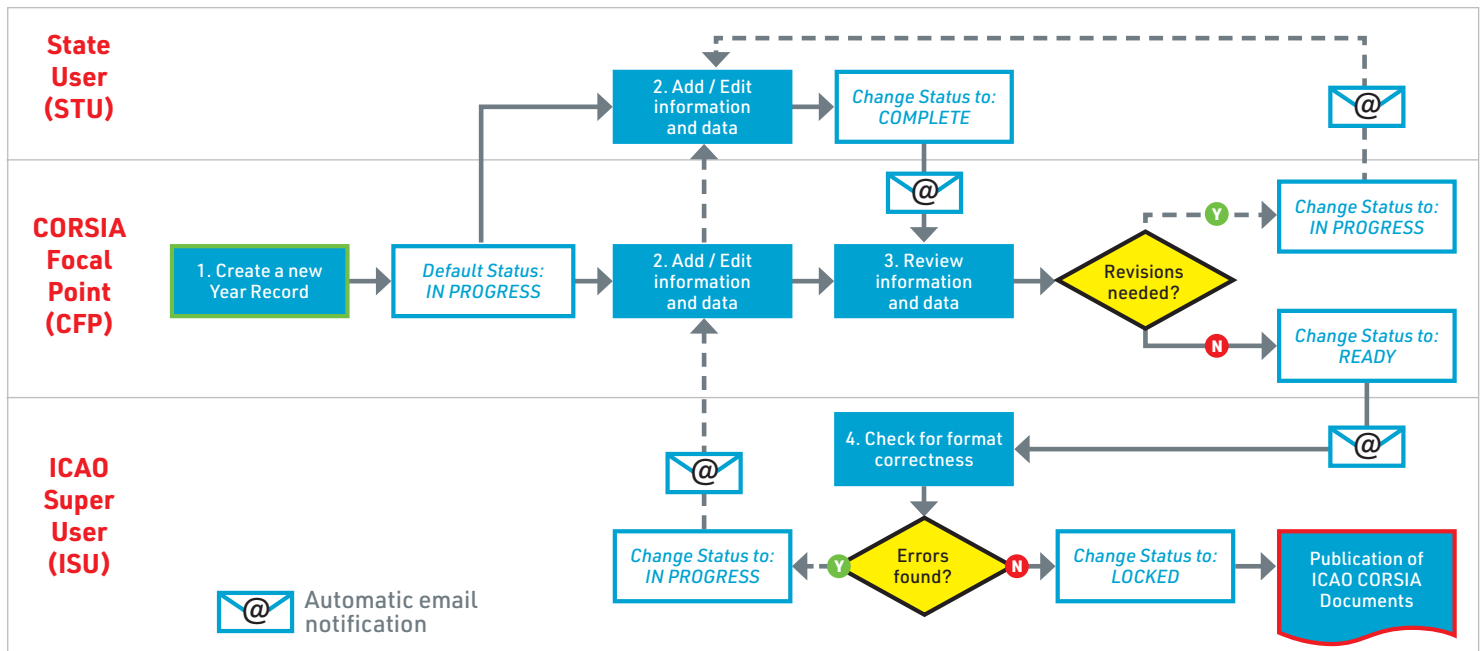 State
User
(STU)
2. Add / Edit
information
and data
Change Status to:
COMPLETE
@
@
CORSIA
Focal
Point
(CFP)
1. Create a new
Year Record
Default Status:
IN PROGRESS
2. Add / Edit
information
and data
3. Review
information
and data
Revisions
needed?
Y
Change Status to:
IN PROGRESS
N
Change Status to:
READY
@
ICAO
Super
User
(ISU)
4. Check for format
correctness
@
Change Status to:
IN PROGRESS
Y
Errors
found?
N
Change Status to:
LOCKED
Publication of
ICAO CORSIA
Documents
@
Automatic email
notification